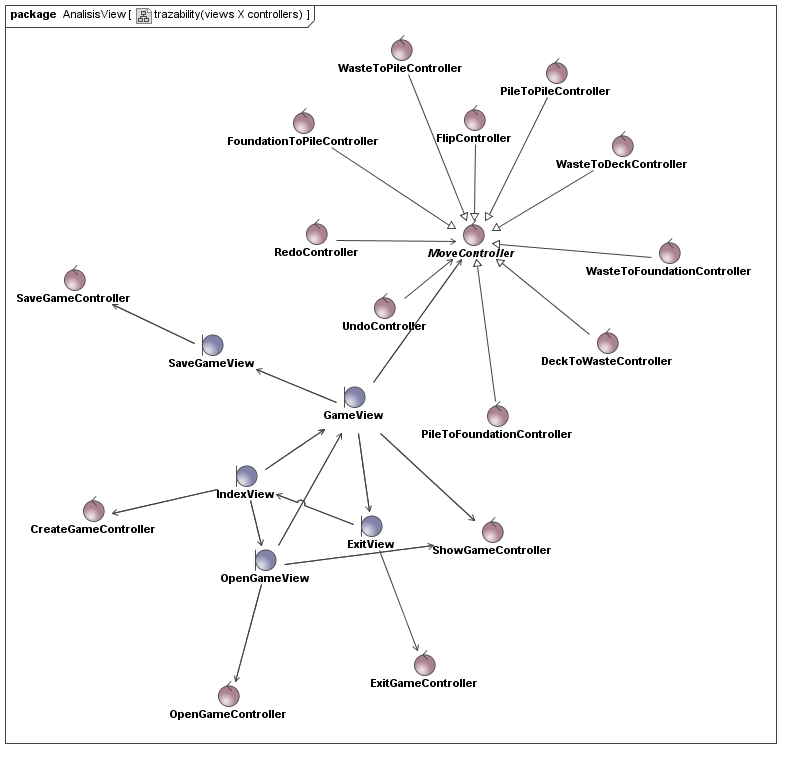 package AnalisisView [ trazability(views X controllers) ]
WasteToPileController
PileToPileController
FoundationToPileController
FlipController
WasteToDeckController
RedoController
MoveController
WasteToFoundationController
SaveGameController
UndoController
SaveGameView
DeckToWasteController
GameView
PileToFoundationController
IndexView
CreateGameController
ExitView
ShowGameController
OpenGameView
ExitGameController
OpenGameController